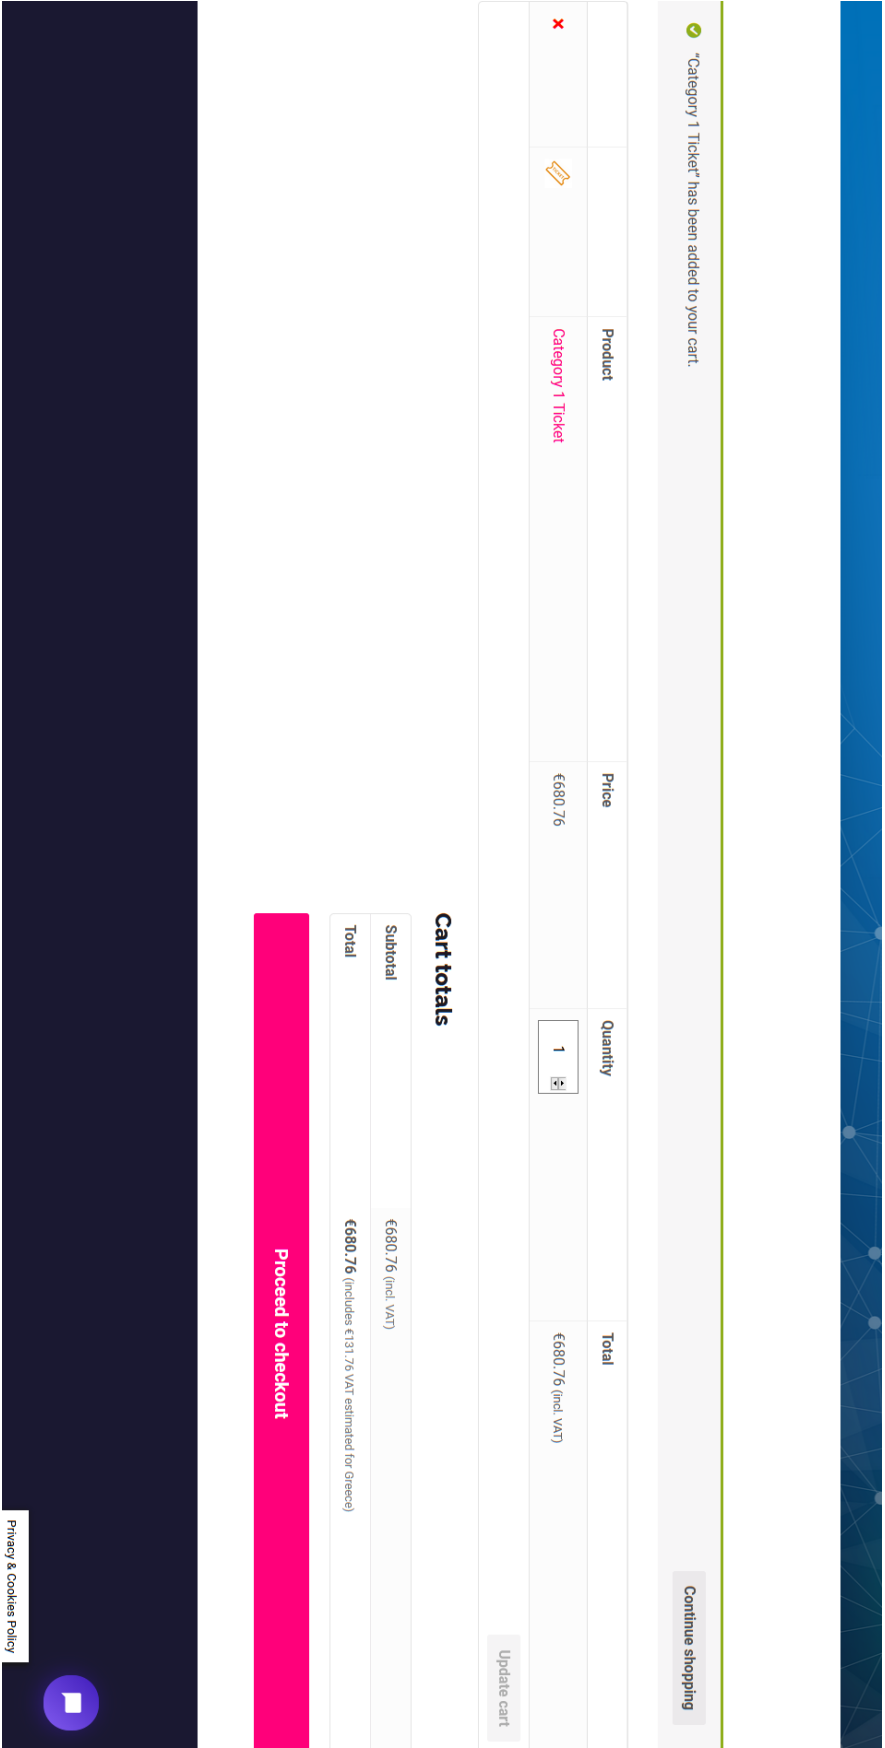 "Category 1 Ticket" has been added to your cart.
Continue shopping
Product Price Quantity Total
Category 1 Ticket €680.76 1 €680.76 (incl. VAT)
Update cart
Cart totals
Subtotal €680.76 (incl. VAT)
Total €680.76 (includes €131.76 VAT estimated for Greece)
Proceed to checkout
Privacy & Cookies Policy